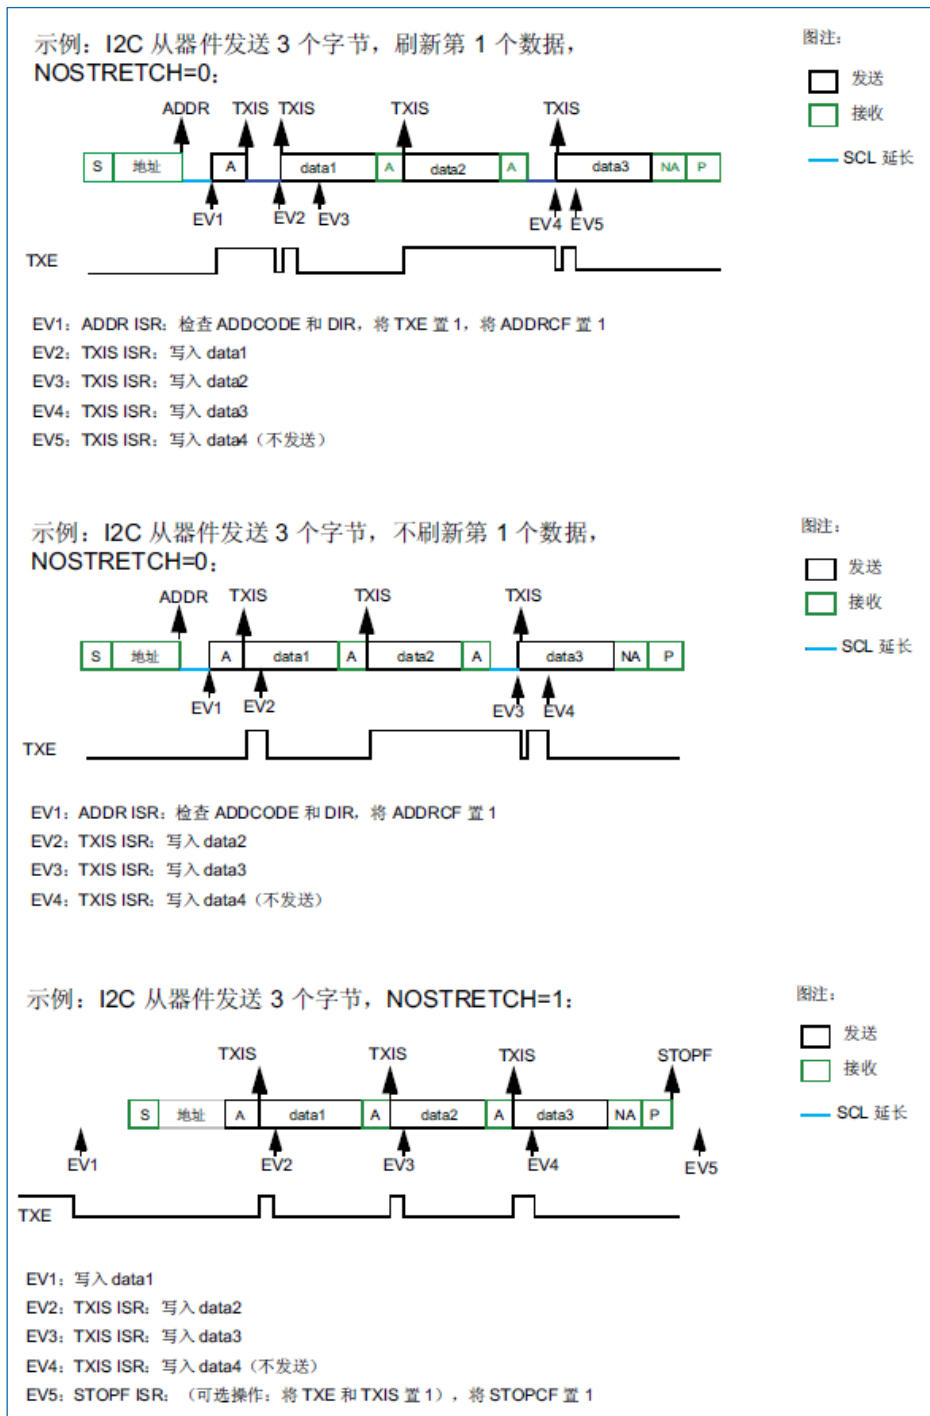 示例：I2C 从器件发送 3 个字节，刷新第 1 个数据，
NOSTRETCH=0：
图注：
发送
接收
SCL 延长
ADDR TXIS TXIS TXIS TXIS
S 地址 A data1 A data2 A data3 NA P
EV1 EV2 EV3 EV4 EV5
TXE
EV1：ADDR ISR：检查 ADDCODE 和 DIR，将 TXE 置 1，将 ADDRCF 置 1
EV2：TXIS ISR：写入 data1
EV3：TXIS ISR：写入 data2
EV4：TXIS ISR：写入 data3
EV5：TXIS ISR：写入 data4（不发送）
示例：I2C 从器件发送 3 个字节，不刷新第 1 个数据，
NOSTRETCH=0：
图注：
发送
接收
SCL 延长
ADDR TXIS TXIS TXIS
S 地址 A data1 A data2 A data3 NA P
EV1 EV2 EV3 EV4
TXE
EV1：ADDR ISR：检查 ADDCODE 和 DIR，将 ADDRCF 置 1
EV2：TXIS ISR：写入 data2
EV3：TXIS ISR：写入 data3
EV4：TXIS ISR：写入 data4（不发送）
示例：I2C 从器件发送 3 个字节，NOSTRETCH=1：
图注：
发送
接收
SCL 延长
TXIS TXIS TXIS STOPF
S 地址 A data1 A data2 A data3 NA P
EV1 EV2 EV3 EV4 EV5
TXE
EV1：写入 data1
EV2：TXIS ISR：写入 data2
EV3：TXIS ISR：写入 data3
EV4：TXIS ISR：写入 data4（不发送）
EV5：STOPF ISR：（可选操作：将 TXE 和 TXIS 置 1），将 STOPCF 置 1